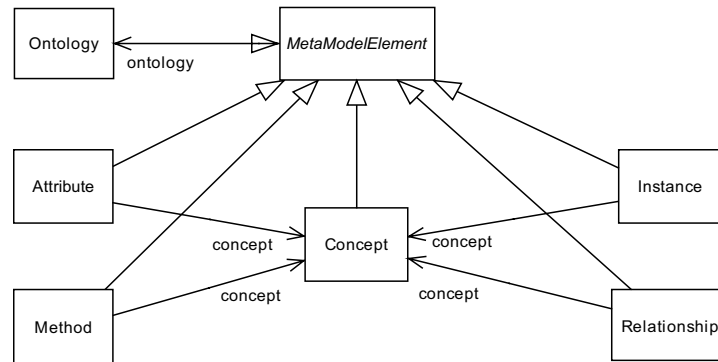 Ontology
MetaModelElement
ontology
Attribute
Instance
concept
Concept
concept
concept
concept
Method
Relationship